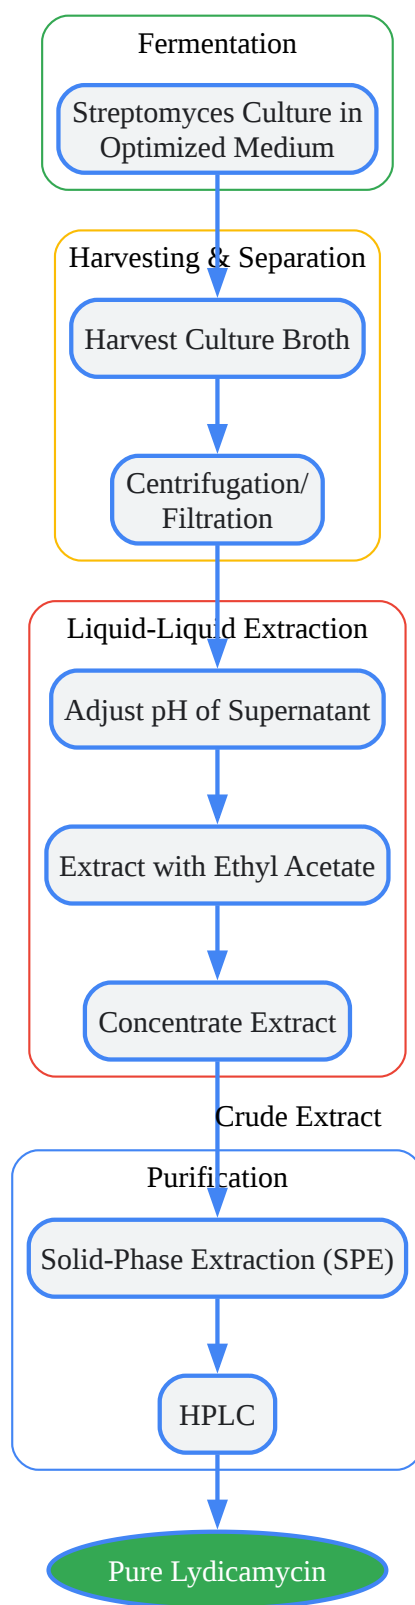 Fermentation
Streptomyces Culture in
Optimized Medium
Harvesting & Separation
Harvest Culture Broth
Centrifugation/
Filtration
Liquid-Liquid Extraction
Adjust pH of Supernatant
Extract with Ethyl Acetate
Concentrate Extract
Crude Extract
Purification
Solid-Phase Extraction (SPE)
HPLC
Pure Lydicamycin